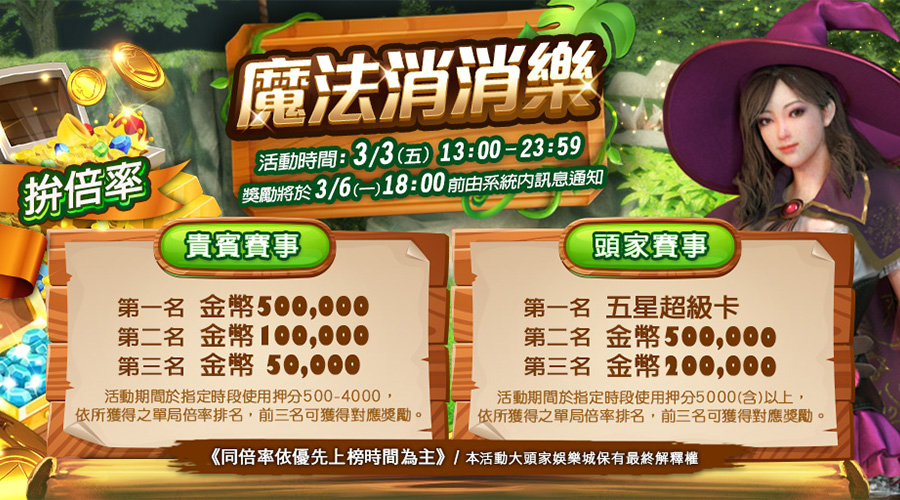 魔法消消樂
活動時間：3/3(五) 13:00-23:59
獎勵將於 3/6(一)18:00 前由系統內訊息通知
拚倍率
貴賓賽事
第一名 金幣500,000
第二名 金幣100,000
第三名 金幣 50,000
活動期間於指定時段使用押分500-4000，
依所獲得之單局倍率排名，前三名可獲得對應獎勵。
頭家賽事
第一名 五星超級卡
第二名 金幣500,000
第三名 金幣200,000
活動期間於指定時段使用押分5000(含)以上，
依所獲得之單局倍率排名，前三名可獲得對應獎勵。
《同倍率依優先上榜時間為主》/ 本活動大頭家娛樂城保有最終解釋權